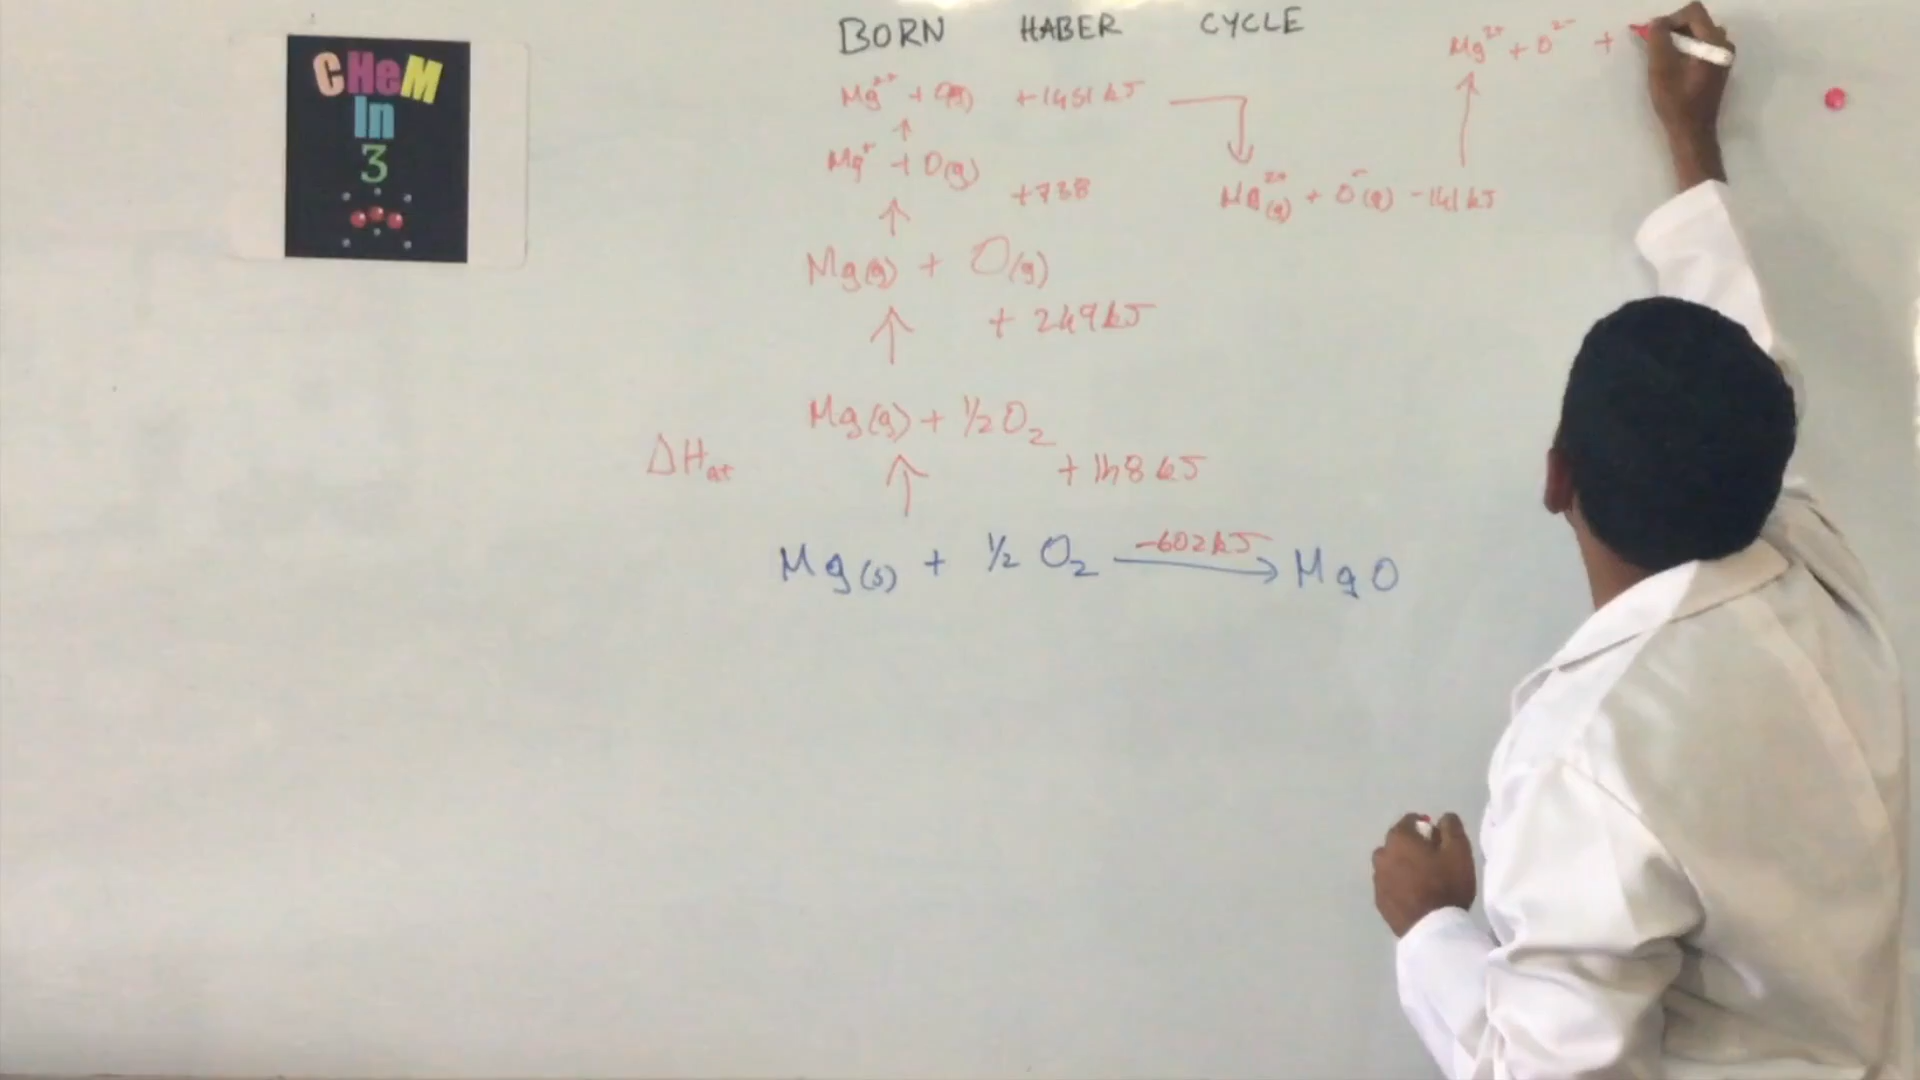 BORN HABER CYCLE
CHeM
In
3
Mg²⁺ + O²⁻ +
Mg²⁺ + O(g) +1451 kJ
Mg⁺ + O(g)
+738
Mg²⁺(g) + O⁻(g) -141 kJ
Mg(g) + O(g)
+ 249 kJ
Mg(g) + ½O₂
ΔHat
+148 kJ
-602 kJ
Mg(s) + ½ O₂ → MgO